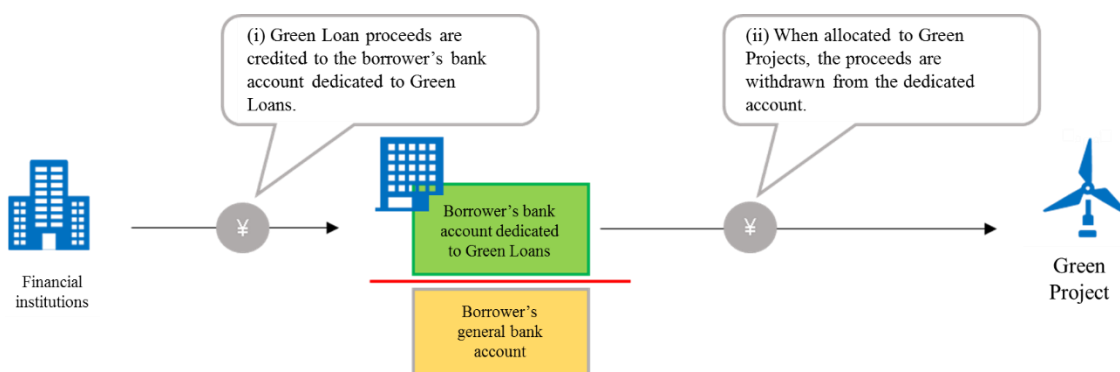 (i) Green Loan proceeds are
credited to the borrower’s bank
account dedicated to Green
Loans.
(ii) When allocated to Green
Projects, the proceeds are
withdrawn from the dedicated
account.
¥
¥
Financial
institutions
Borrower’s bank
account dedicated
to Green Loans
Borrower’s
general bank
account
Green
Project